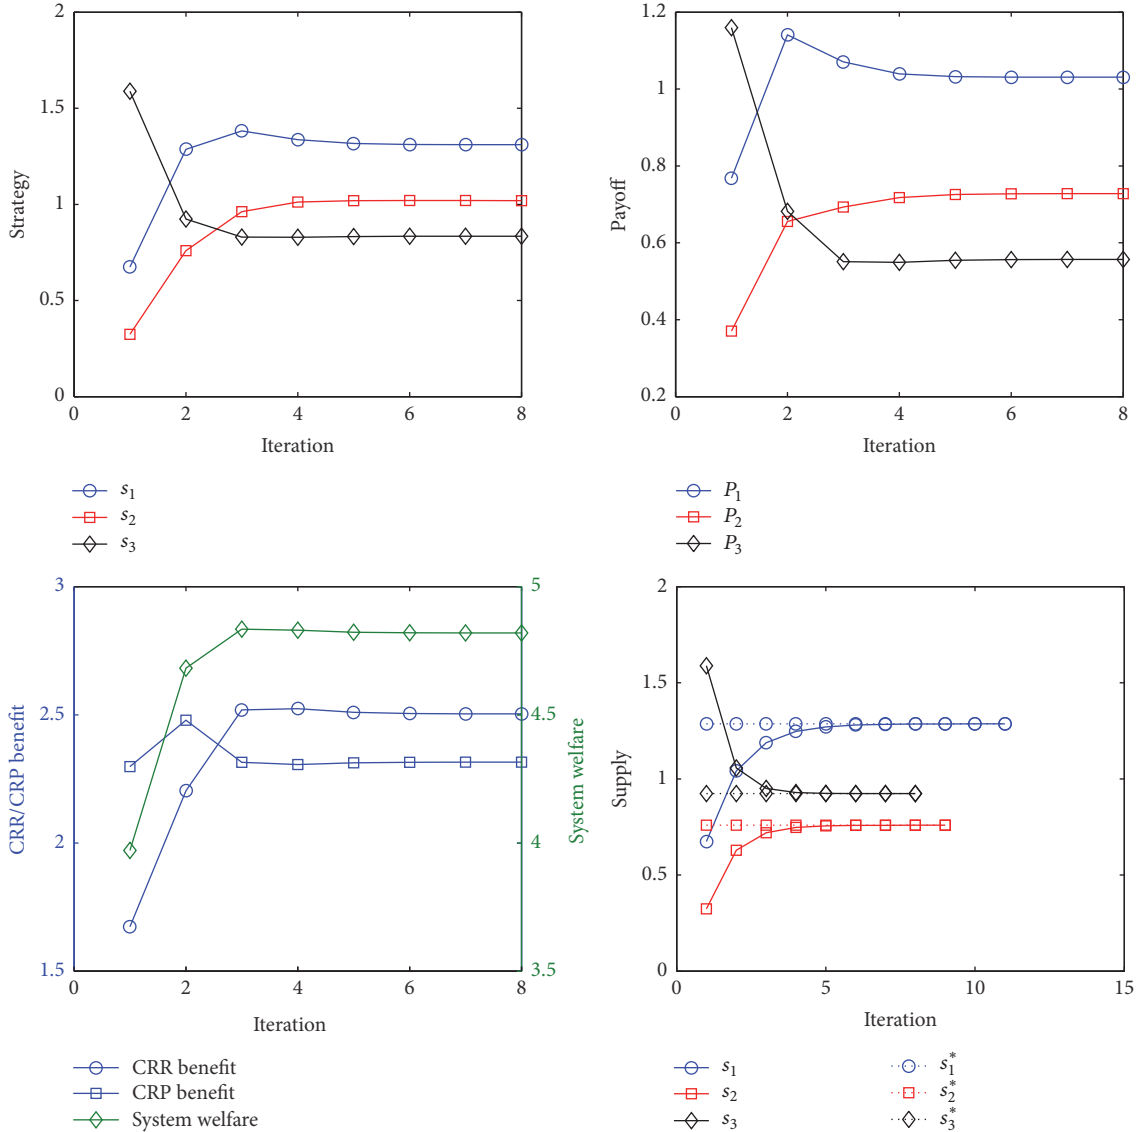 2
1.5
1
0.5
0
0 2 4 6 8
Strategy
Iteration
s1
s2
s3
1.2
1
0.8
0.6
0.4
0.2
0 2 4 6 8
Payoff
Iteration
P1
P2
P3
3
2.5
2
1.5
0 2 4 6 8
CRR/CRP benefit
5
4.5
4
3.5
System welfare
Iteration
CRR benefit
CRP benefit
System welfare
2
1.5
1
0.5
0
0 5 10 15
Supply
Iteration
s1 s1*
s2 s2*
s3 s3*